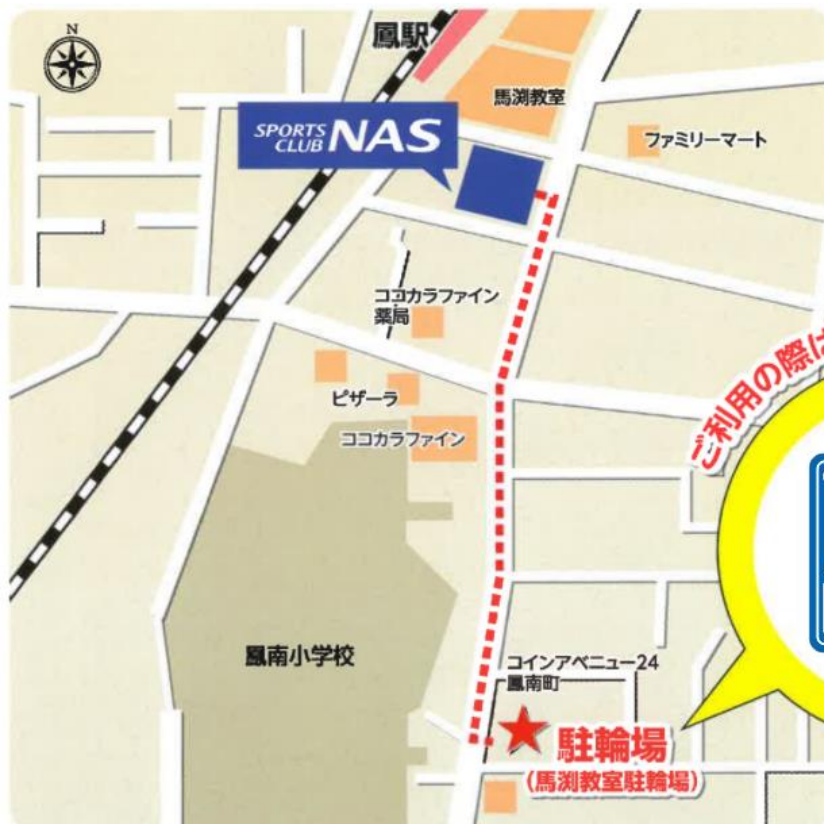 N
鳳駅
馬渕教室
SPORTS
CLUB NAS
ファミリーマート
ココカラファイン
薬局
ご利用の際は
ピザーラ
ココカラファイン
鳳南小学校
コインアベニュー24
鳳南町
駐輪場
(馬渕教室駐輪場)